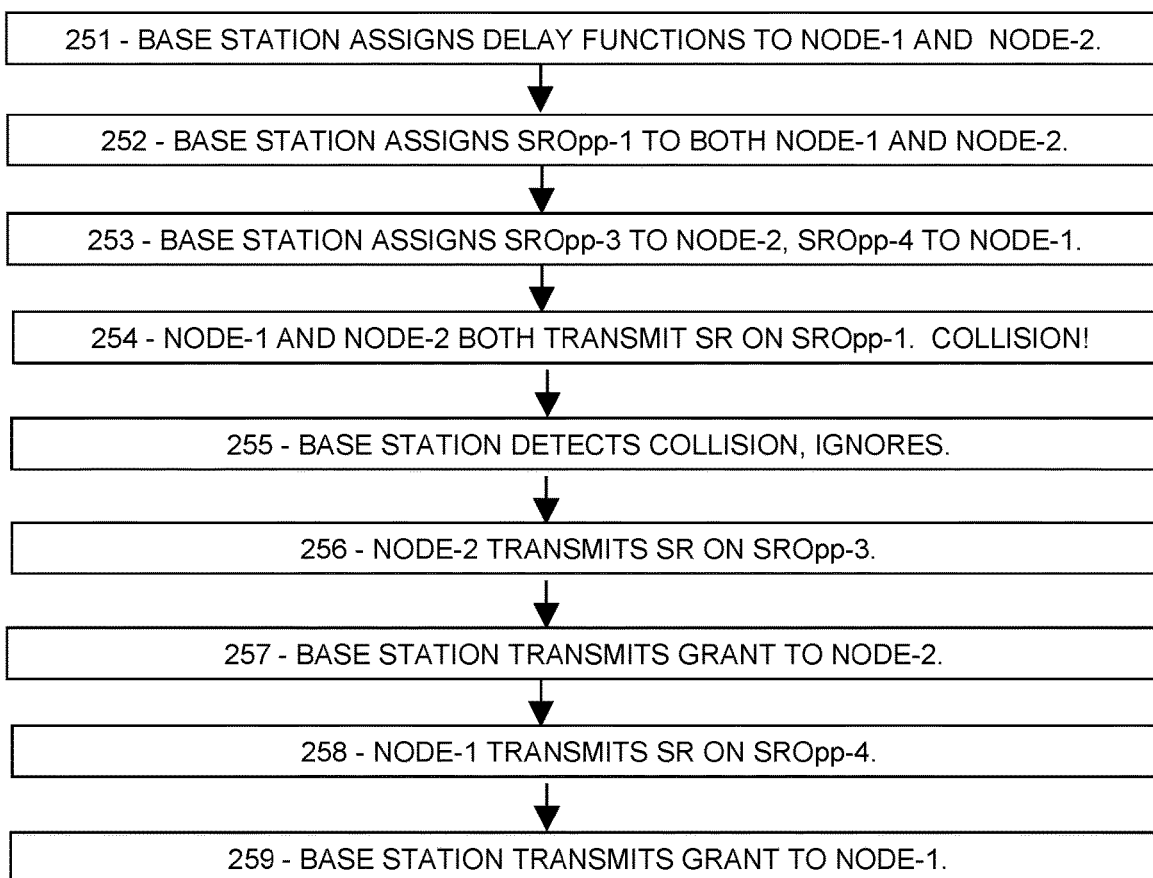 251 - BASE STATION ASSIGNS DELAY FUNCTIONS TO NODE-1 AND NODE-2.
252 - BASE STATION ASSIGNS SROpp-1 TO BOTH NODE-1 AND NODE-2.
253 - BASE STATION ASSIGNS SROpp-3 TO NODE-2, SROpp-4 TO NODE-1.
254 - NODE-1 AND NODE-2 BOTH TRANSMIT SR ON SROpp-1. COLLISION!
255 - BASE STATION DETECTS COLLISION, IGNORES.
256 - NODE-2 TRANSMITS SR ON SROpp-3.
257 - BASE STATION TRANSMITS GRANT TO NODE-2.
258 - NODE-1 TRANSMITS SR ON SROpp-4.
259 - BASE STATION TRANSMITS GRANT TO NODE-1.